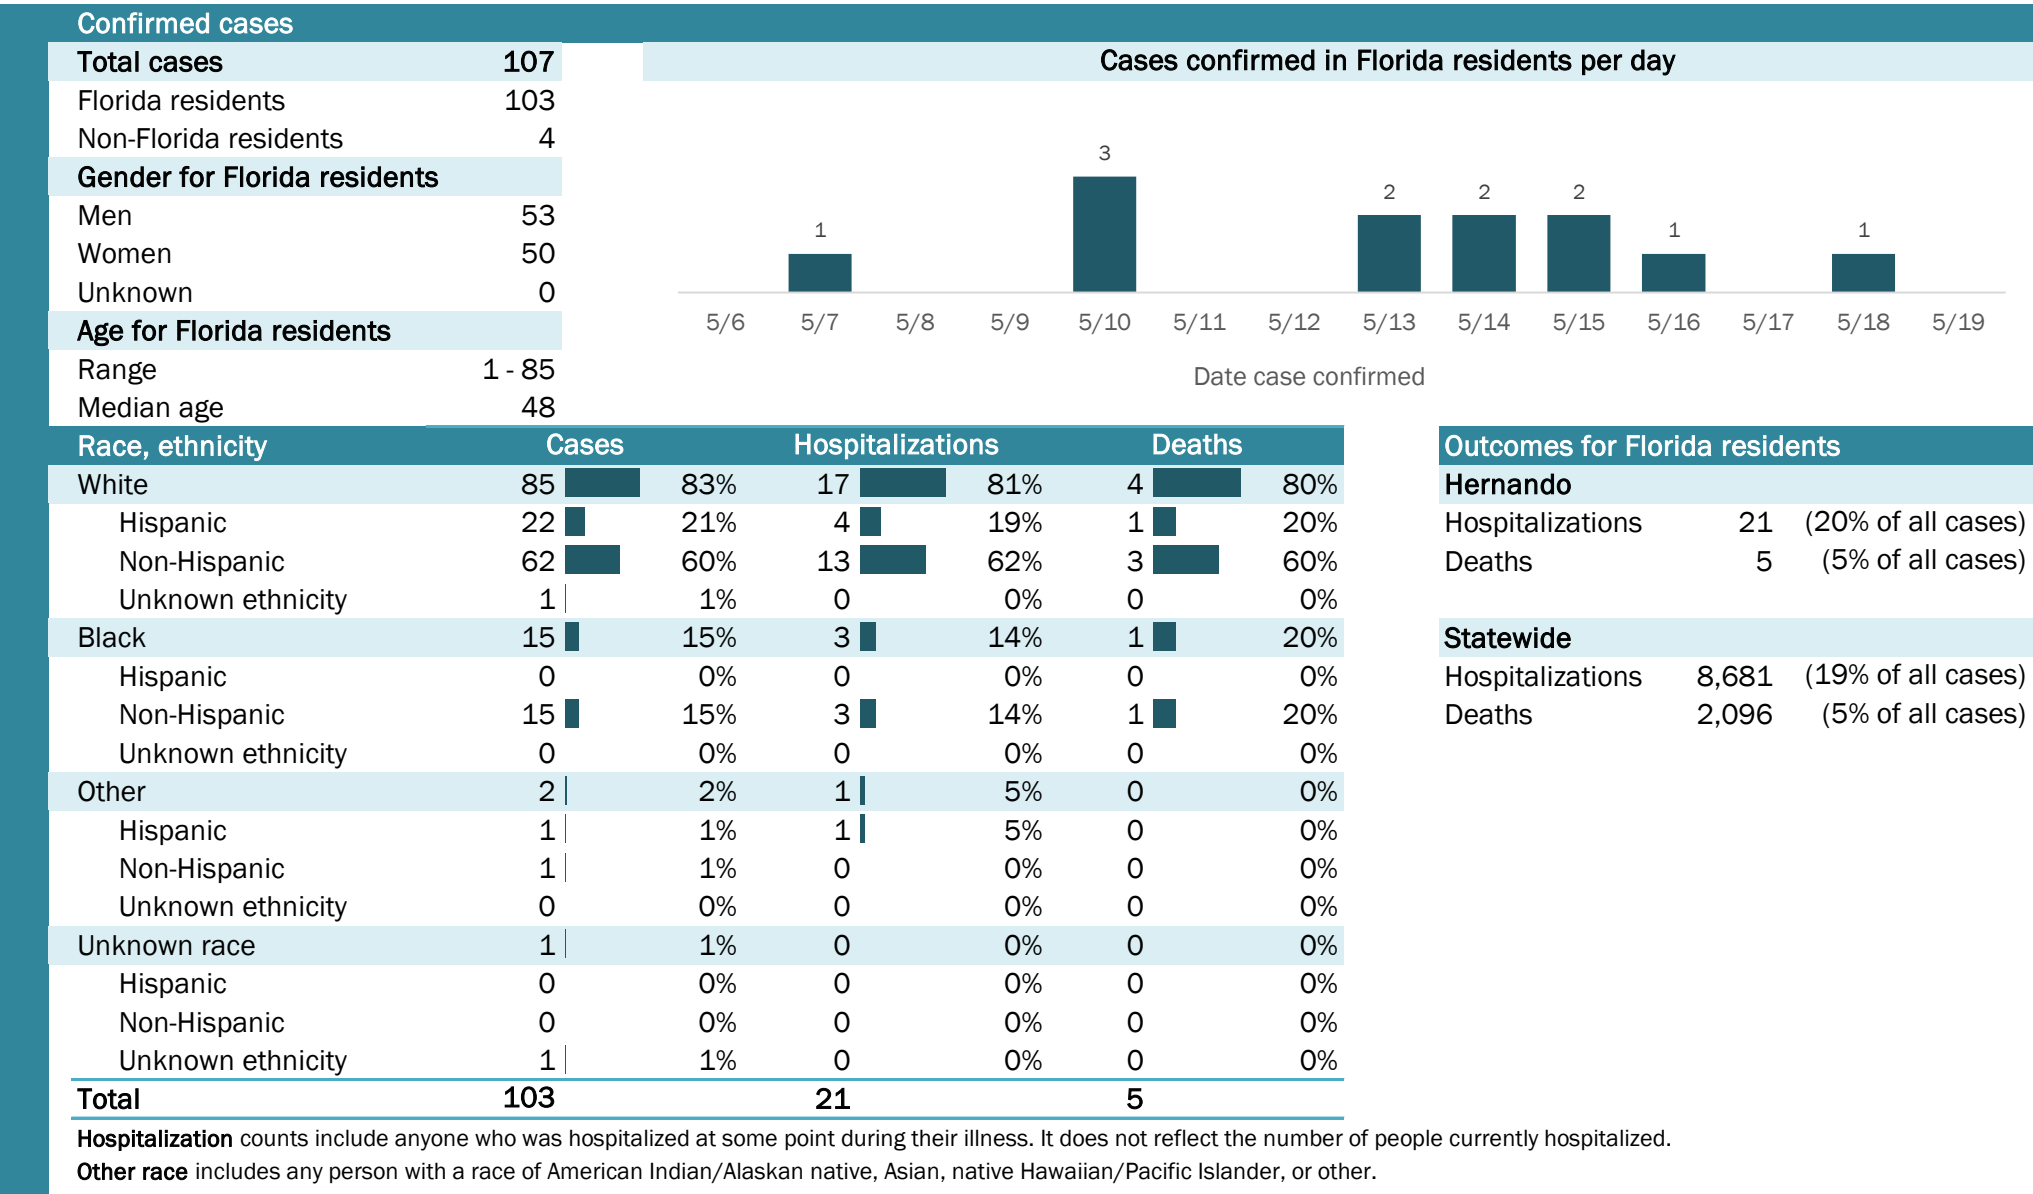 Confirmed cases
Total cases 107
Florida residents 103
Non-Florida residents 4
Gender for Florida residents
Men 53
Women 50
Unknown 0
Age for Florida residents
Range 1 - 85
Median age 48
Cases confirmed in Florida residents per day
1 3 2 2 2 1 1
5/6 5/7 5/8 5/9 5/10 5/11 5/12 5/13 5/14 5/15 5/16 5/17 5/18 5/19
Date case confirmed
Race, ethnicity Cases Hospitalizations Deaths
White 85 83% 17 81% 4 80%
Hispanic 22 21% 4 19% 1 20%
Non-Hispanic 62 60% 13 62% 3 60%
Unknown ethnicity 1 1% 0 0% 0 0%
Black 15 15% 3 14% 1 20%
Hispanic 0 0% 0 0% 0 0%
Non-Hispanic 15 15% 3 14% 1 20%
Unknown ethnicity 0 0% 0 0% 0 0%
Other 2 2% 1 5% 0 0%
Hispanic 1 1% 1 5% 0 0%
Non-Hispanic 1 1% 0 0% 0 0%
Unknown ethnicity 0 0% 0 0% 0 0%
Unknown race 1 1% 0 0% 0 0%
Hispanic 0 0% 0 0% 0 0%
Non-Hispanic 0 0% 0 0% 0 0%
Unknown ethnicity 1 1% 0 0% 0 0%
Total 103 21 5
Outcomes for Florida residents
Hernando
Hospitalizations 21 (20% of all cases)
Deaths 5 (5% of all cases)
Statewide
Hospitalizations 8,681 (19% of all cases)
Deaths 2,096 (5% of all cases)
Hospitalization counts include anyone who was hospitalized at some point during their illness. It does not reflect the number of people currently hospitalized.
Other race includes any person with a race of American Indian/Alaskan native, Asian, native Hawaiian/Pacific Islander, or other.